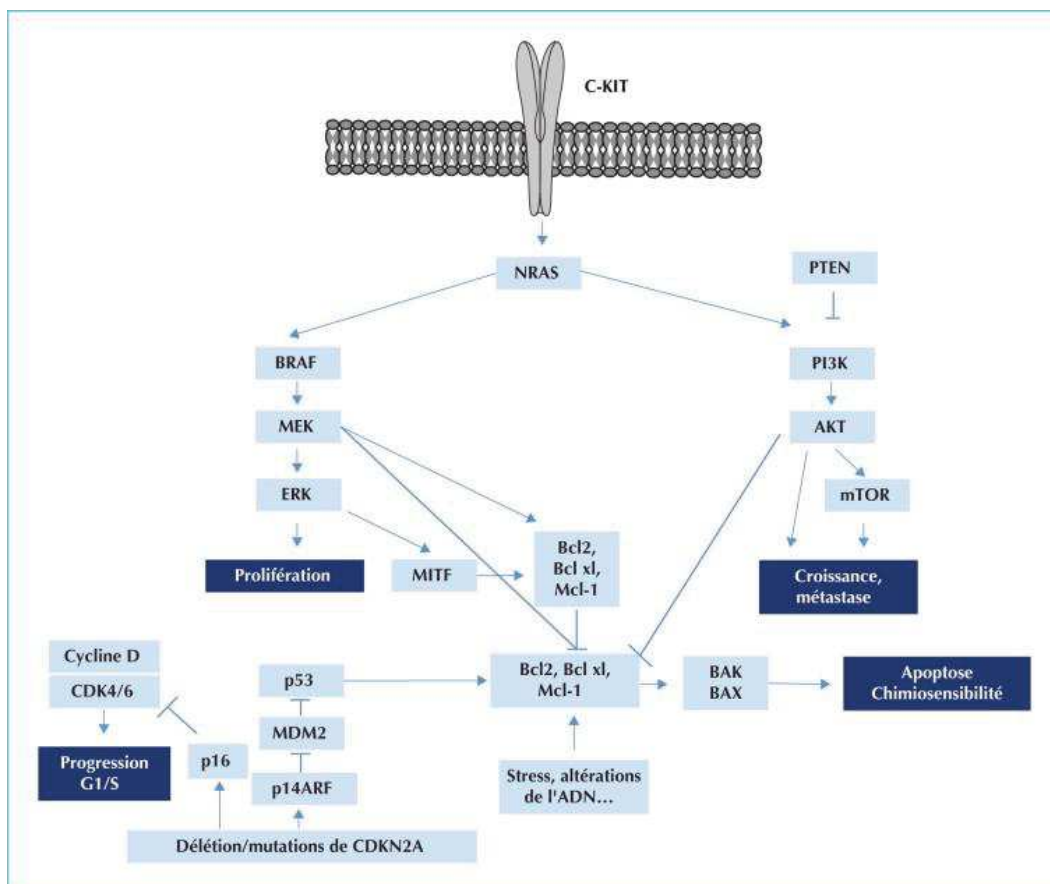 C-KIT
NRAS
PTEN
BRAF
PI3K
MEK
AKT
ERK
mTOR
Prolifération
MITF
Bcl2,
Bcl xl,
Mcl-1
Croissance,
métastase
Cycline D
CDK4/6
p53
Bcl2, Bcl xl,
Mcl-1
BAK
BAX
Apoptose
Chimiosensibilité
MDM2
Progression
G1/S
p16
p14ARF
Stress, altérations
de l'ADN...
Délétion/mutations de CDKN2A